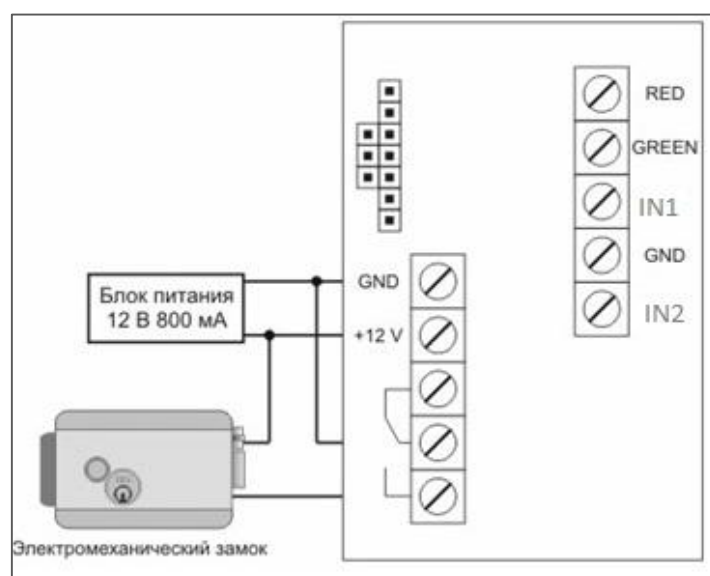 RED
GREEN
IN1
GND
IN2
GND
+12 V
Блок питания
12 В 800 мА
Электромеханический замок